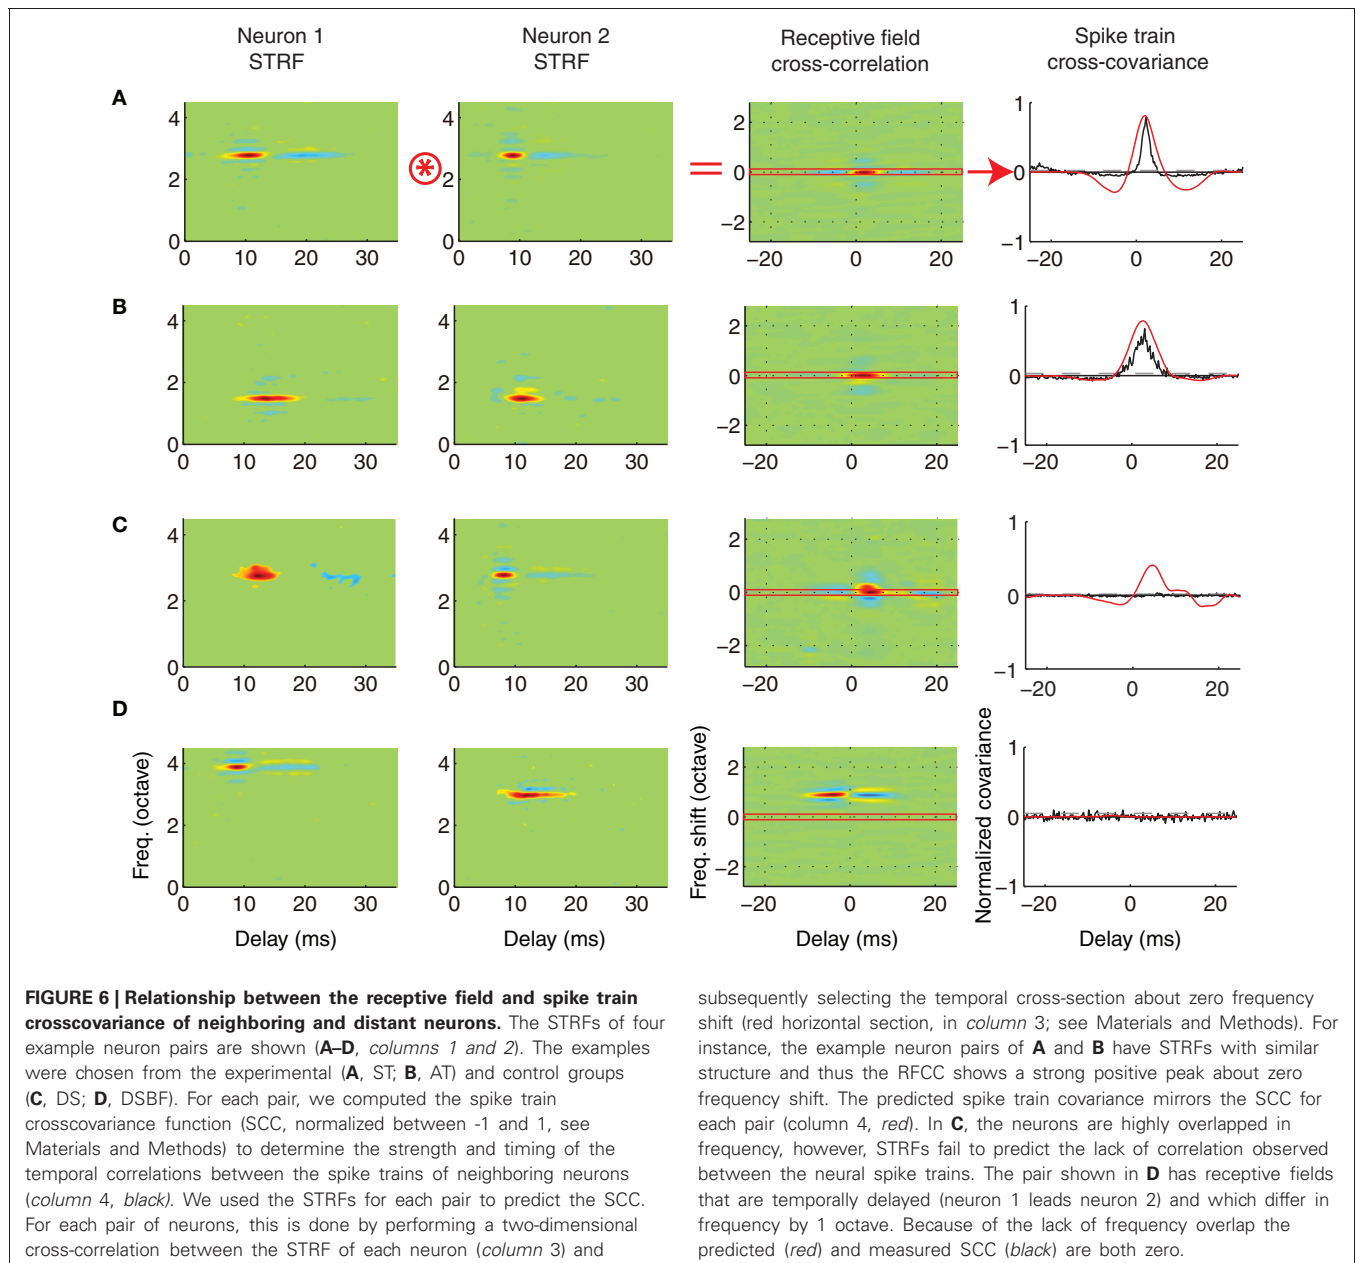 Neuron 1
STRF
Neuron 2
STRF
Receptive field
cross-correlation
Spike train
cross-covariance
A
4
2
0
0 10 20 30
4
2
0
0 10 20 30
2
0
−2
−20 0 20
1
0
−1
−20 0 20
B
4
2
0
0 10 20 30
4
2
0
0 10 20 30
2
0
−2
−20 0 20
1
0
−1
−20 0 20
C
4
2
0
0 10 20 30
4
2
0
0 10 20 30
2
0
−2
−20 0 20
1
0
−1
−20 0 20
D
Freq. (octave)
4
2
0
0 10 20 30
Delay (ms)
4
2
0
0 10 20 30
Delay (ms)
Freq. shift (octave)
2
0
−2
−20 0 20
Delay (ms)
Normalized covariance
1
0
−1
−20 0 20
Delay (ms)
FIGURE 6 | Relationship between the receptive field and spike train
crosscovariance of neighboring and distant neurons. The STRFs of four
example neuron pairs are shown (A–D, columns 1 and 2). The examples
were chosen from the experimental (A, ST; B, AT) and control groups
(C, DS; D, DSBF). For each pair, we computed the spike train
crosscovariance function (SCC, normalized between -1 and 1, see
Materials and Methods) to determine the strength and timing of the
temporal correlations between the spike trains of neighboring neurons
(column 4, black). We used the STRFs for each pair to predict the SCC.
For each pair of neurons, this is done by performing a two-dimensional
cross-correlation between the STRF of each neuron (column 3) and
subsequently selecting the temporal cross-section about zero frequency
shift (red horizontal section, in column 3; see Materials and Methods). For
instance, the example neuron pairs of A and B have STRFs with similar
structure and thus the RFCC shows a strong positive peak about zero
frequency shift. The predicted spike train covariance mirrors the SCC for
each pair (column 4, red). In C, the neurons are highly overlapped in
frequency, however, STRFs fail to predict the lack of correlation observed
between the neural spike trains. The pair shown in D has receptive fields
that are temporally delayed (neuron 1 leads neuron 2) and which differ in
frequency by 1 octave. Because of the lack of frequency overlap the
predicted (red) and measured SCC (black) are both zero.